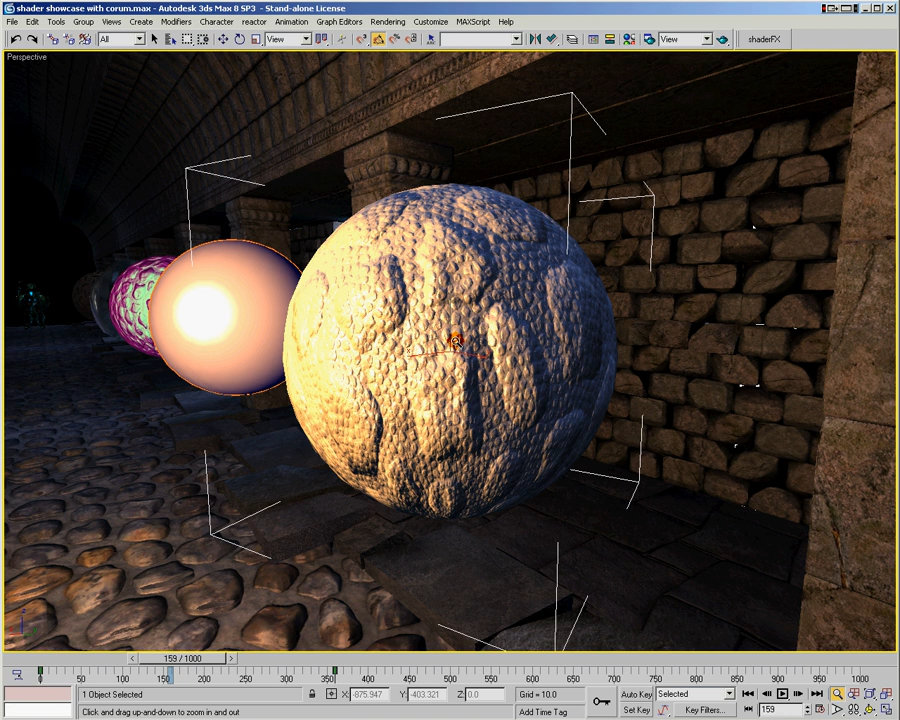 shader showcase with corum.max - Autodesk 3ds Max 8 SP3 - Stand-alone License
File Edit Tools Group Views Create Modifiers Character reactor Animation Graph Editors Rendering Customize MAXScript Help
All View View shaderFX
Perspective
159 / 1000
0 50 100 150 200 250 300 350 400 450 500 550 600 650 700 750 800 850 900 950 1000
1 Object Selected X: -875.947 Y: -403.321 Z: 0.0 Grid = 10.0 Auto Key Selected
Click and drag up-and-down to zoom in and out Add Time Tag Set Key Key Filters... 159